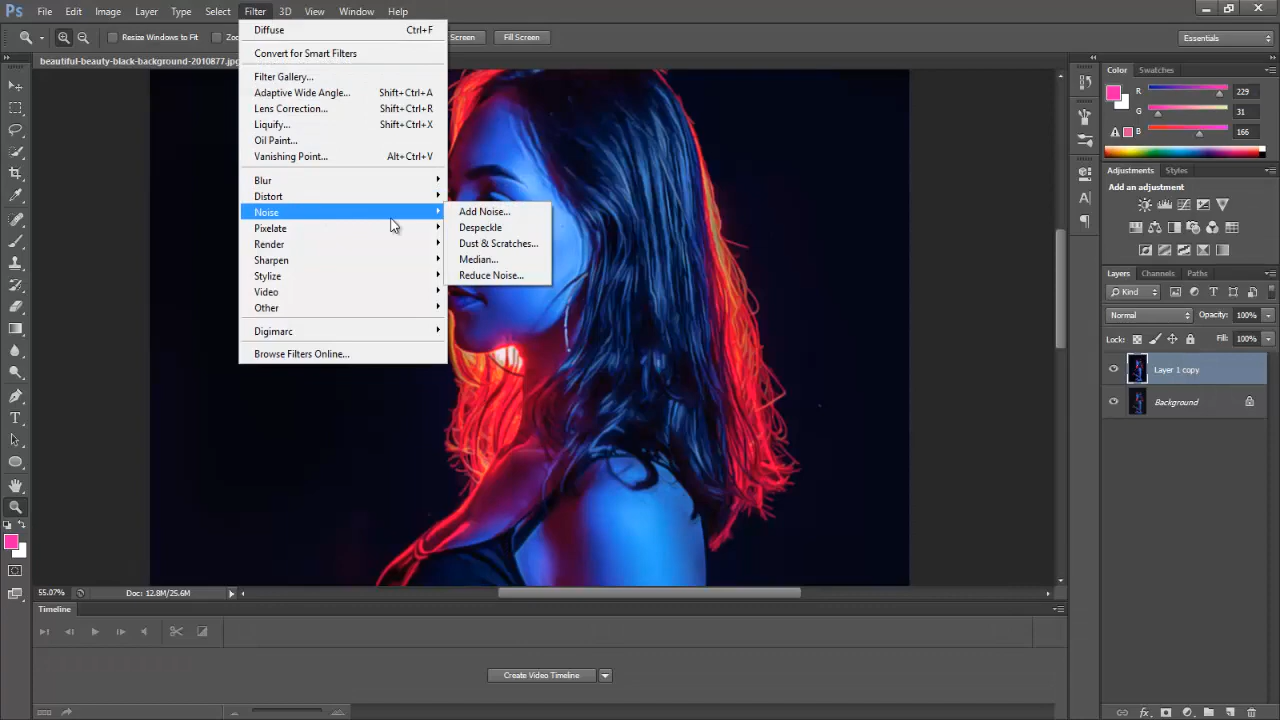 Ps File Edit Image Layer Type Select Filter 3D View Window Help
Resize Windows to Fit
Screen
Fill Screen
Essentials
beautiful-beauty-black-background-2010877.jpg
Diffuse Ctrl+F
Convert for Smart Filters
Filter Gallery...
Adaptive Wide Angle... Shift+Ctrl+A
Lens Correction... Shift+Ctrl+R
Liquify... Shift+Ctrl+X
Oil Paint...
Vanishing Point... Alt+Ctrl+V
Blur
Distort
Noise
Pixelate
Render
Sharpen
Stylize
Video
Other
Digimarc
Browse Filters Online...
Add Noise...
Despeckle
Dust & Scratches...
Median...
Reduce Noise...
Color Swatches
R 229
G 31
B 166
Adjustments Styles
Add an adjustment
Layers Channels Paths
Kind
Normal Opacity: 100%
Lock: Fill: 100%
Layer 1 copy
Background
55.07% Doc: 12.8M/25.6M
Timeline
Create Video Timeline